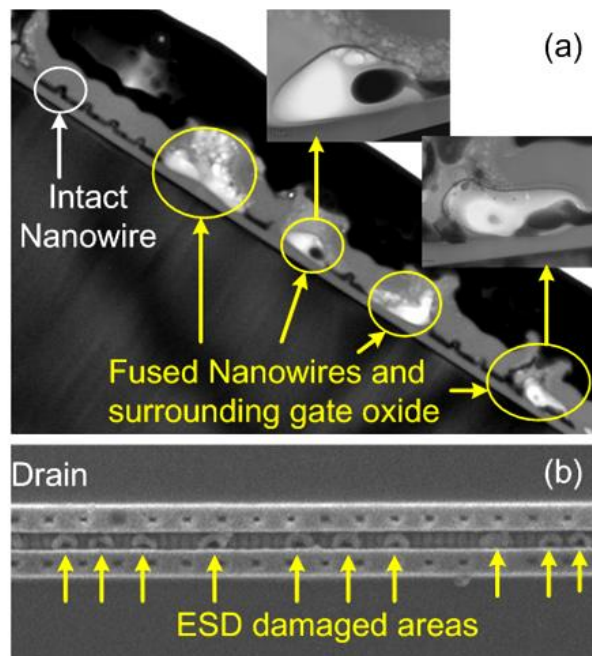 (a)
Intact
Nanowire
Fused Nanowires and
surrounding gate oxide
Drain
(b)
ESD damaged areas